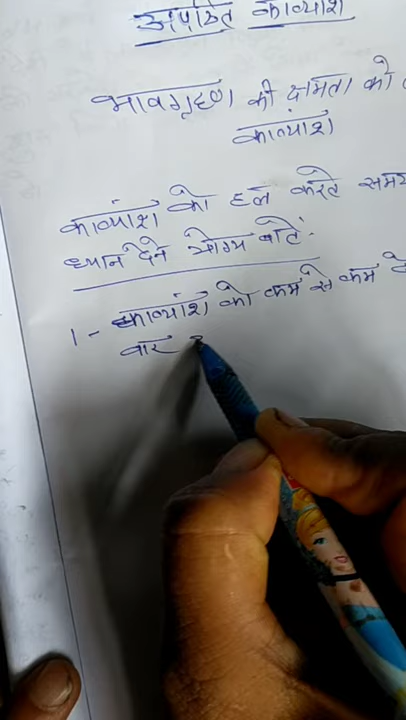 अपठित काव्यांश
भावग्रहण की क्षमता को
काव्यांश
काव्यांश को हल करते समय
ध्यान देने योग्य बातें:
1- काव्यांश को कम से कम
बार